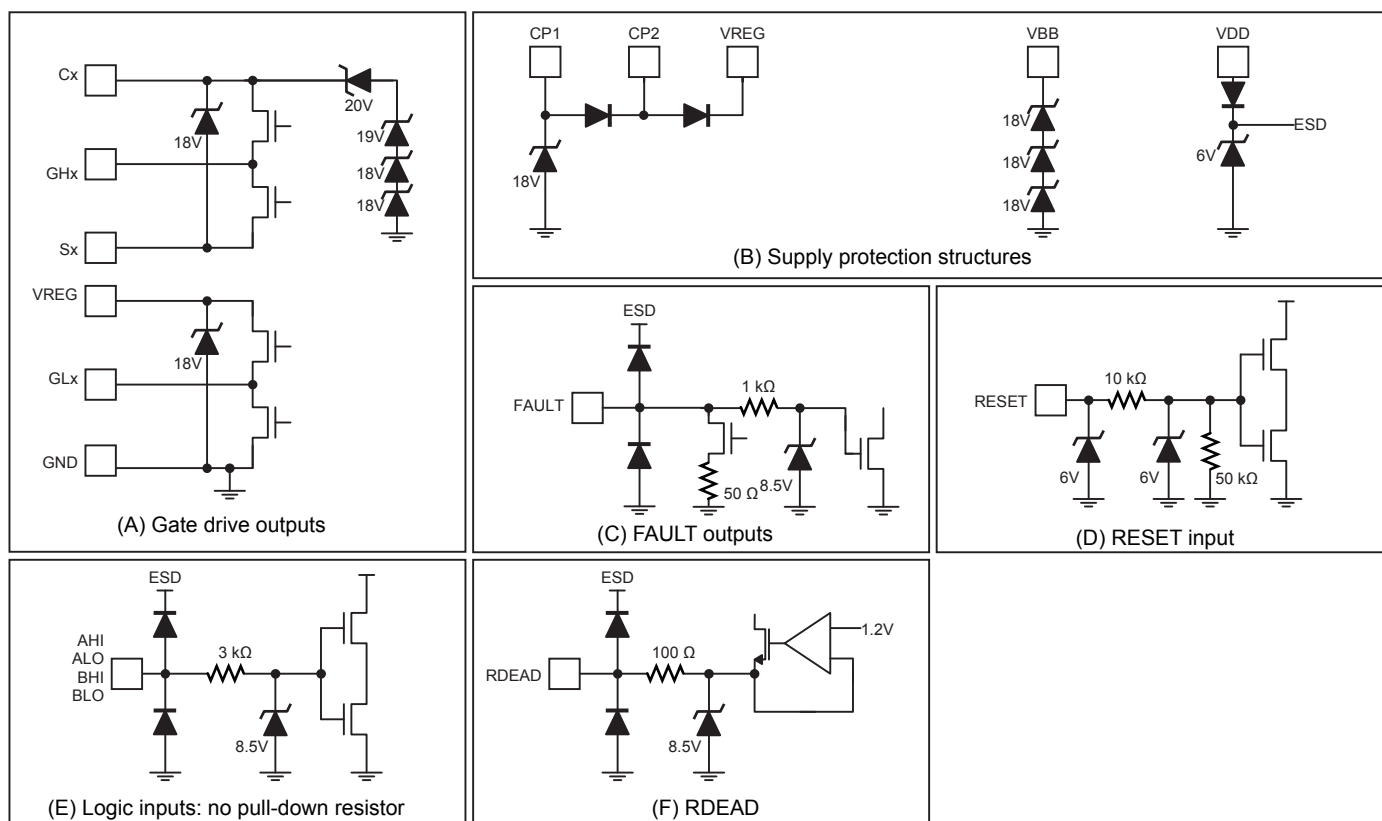 Cx
20V
18V
19V
GHx
18V
18V
Sx
VREG
18V
GLx
GND
(A) Gate drive outputs
CP1 CP2 VREG VBB VDD
18V
ESD
6V
18V
18V
18V
(B) Supply protection structures
ESD
1 kΩ
FAULT
50 Ω
8.5V
(C) FAULT outputs
10 kΩ
RESET
6V
6V
50 kΩ
(D) RESET input
ESD
AHI
ALO
BHI
BLO
3 kΩ
8.5V
(E) Logic inputs: no pull-down resistor
ESD
1.2V
100 Ω
RDEAD
8.5V
(F) RDEAD